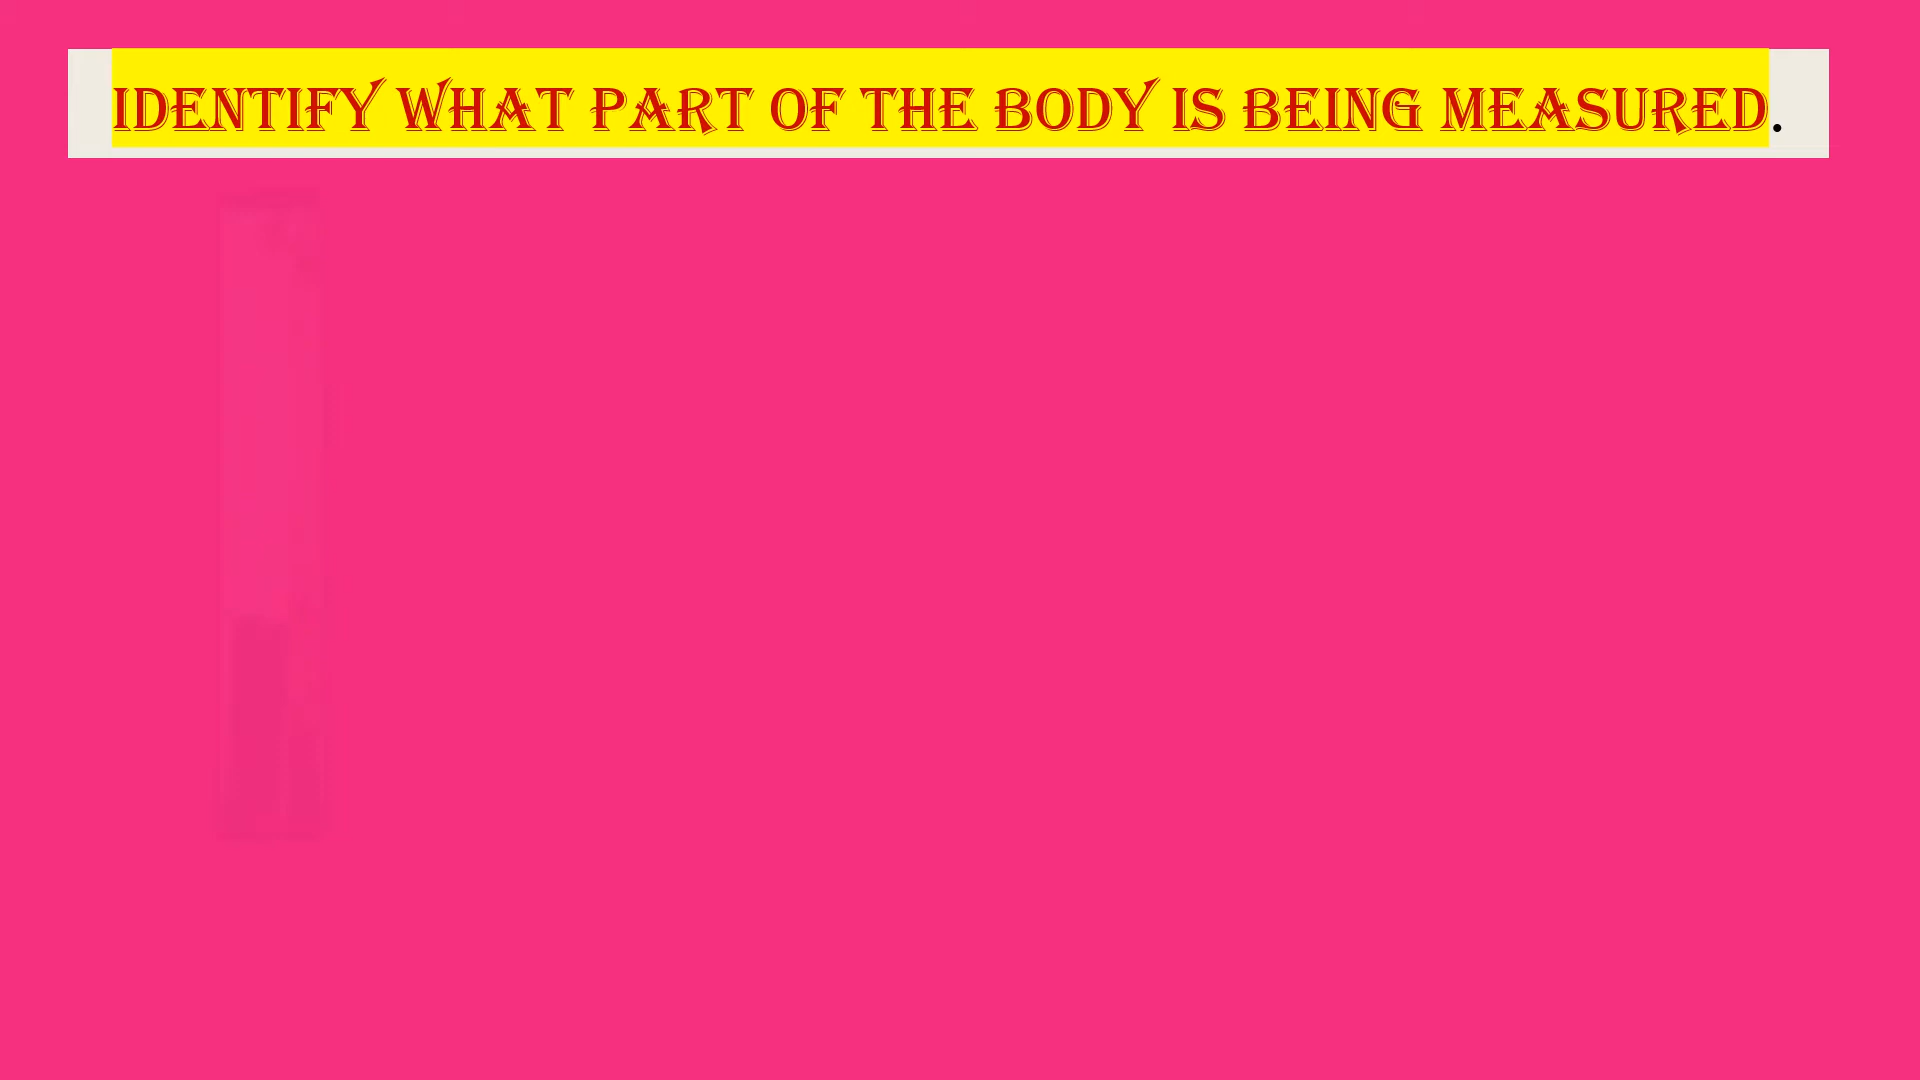 IDENTIFY WHAT PART OF THE BODY IS BEING MEASURED.